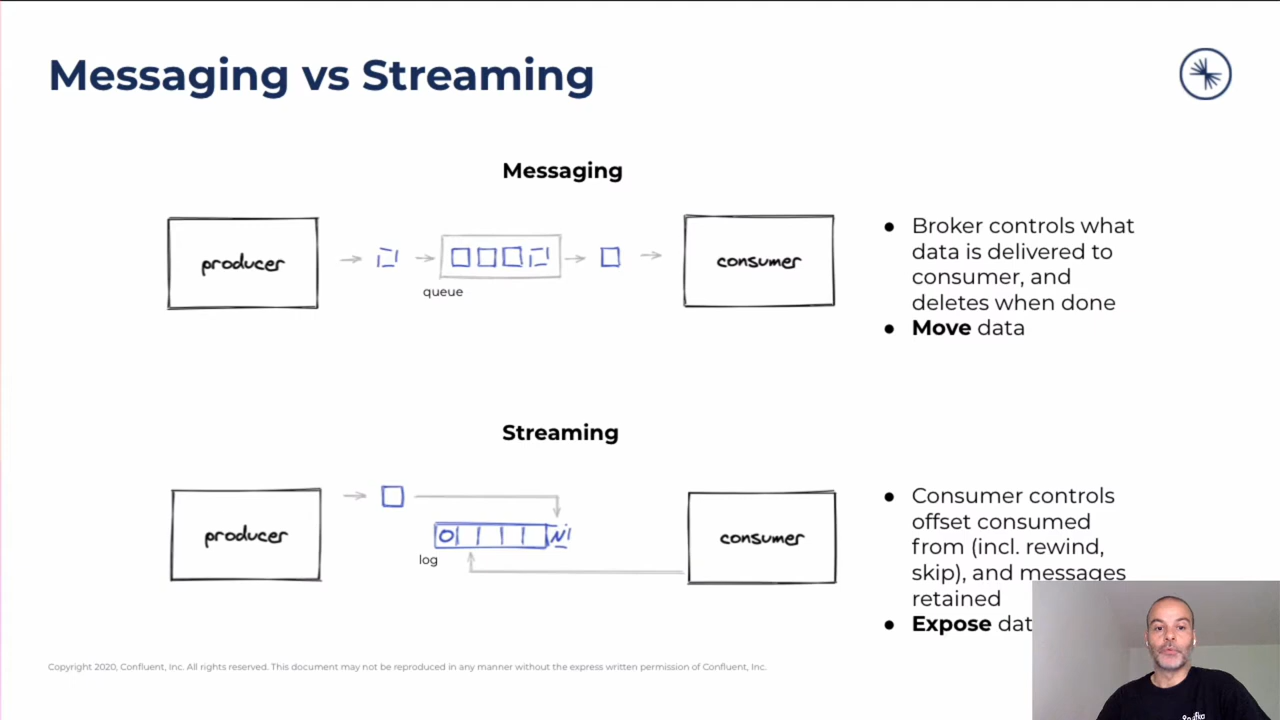 Messaging vs Streaming
Messaging
producer
queue
consumer
● Broker controls what
data is delivered to
consumer, and
deletes when done
● Move data
Streaming
producer
0
N
log
consumer
● Consumer controls
offset consumed
from (incl. rewind,
skip), and messages
retained
● Expose dat
Copyright 2020, Confluent, Inc. All rights reserved. This document may not be reproduced in any manner without the express written permission of Confluent, Inc.